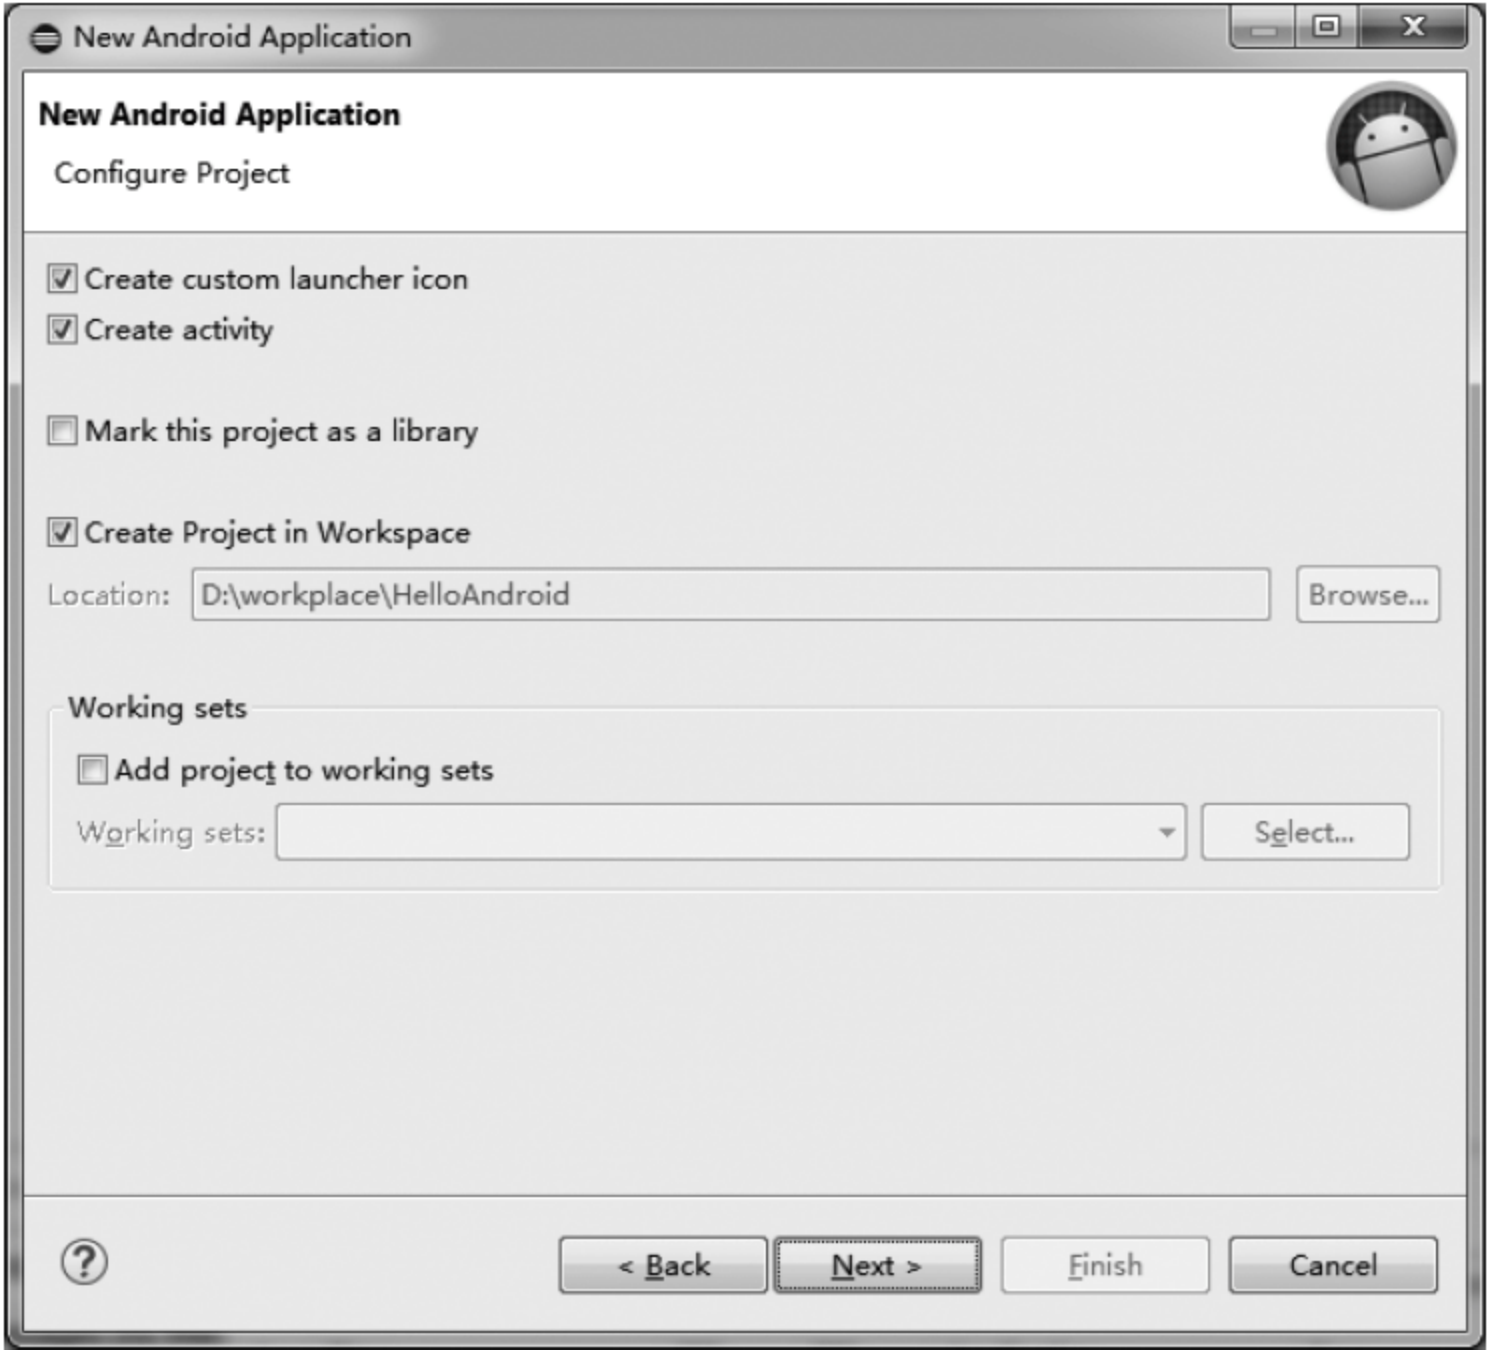 New Android Application
New Android Application
Configure Project
Create custom launcher icon
Create activity
Mark this project as a library
Create Project in Workspace
Location: D:\workplace\HelloAndroid Browse...
Working sets
Add project to working sets
Working sets: Select...
? < Back Next > Finish Cancel